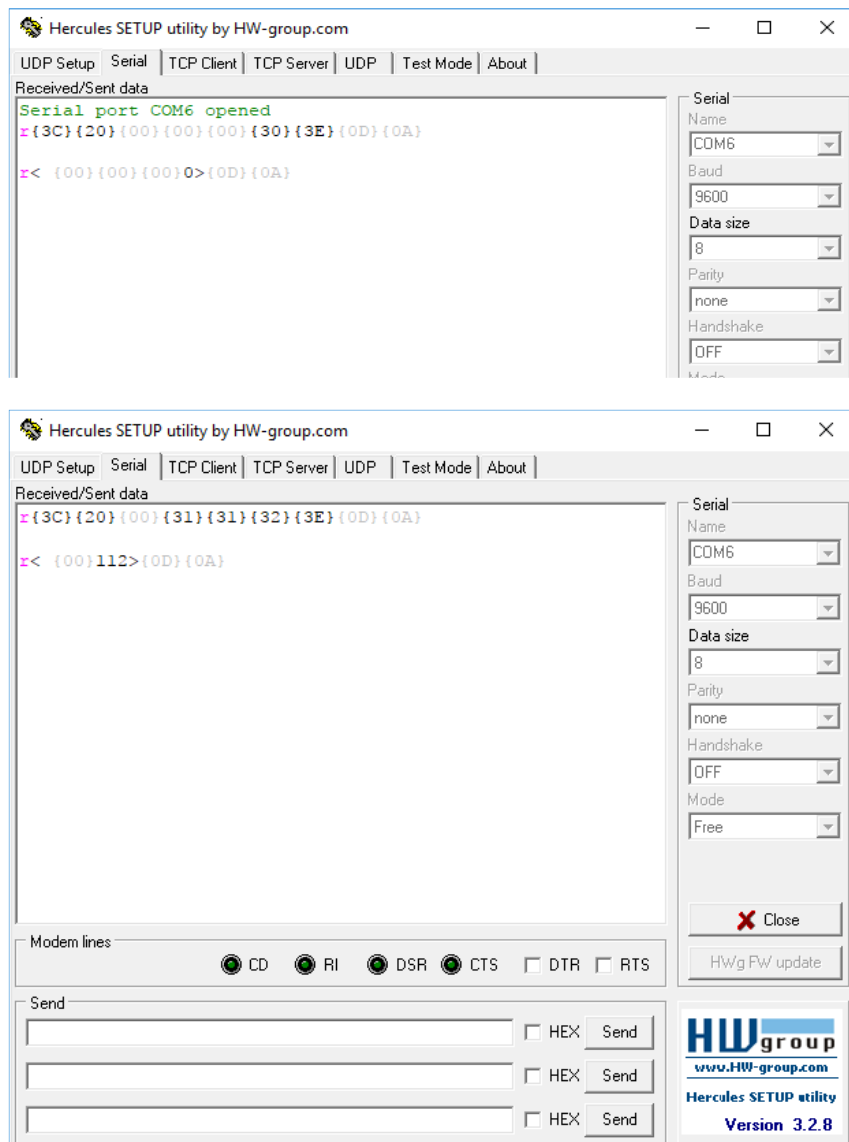 Hercules SETUP utility by HW-group.com
UDP Setup Serial TCP Client TCP Server UDP Test Mode About
Received/Sent data
Serial port COM6 opened
r{3C}{20}{00}{00}{00}{30}{3E}{0D}{0A}
r< {00}{00}{00}0>{0D}{0A}
Serial
Name
COM6
Baud
9600
Data size
8
Parity
none
Handshake
OFF
Mode
Hercules SETUP utility by HW-group.com
UDP Setup Serial TCP Client TCP Server UDP Test Mode About
Received/Sent data
r{3C}{20}{00}{31}{31}{32}{3E}{0D}{0A}
r< {00}112>{0D}{0A}
Serial
Name
COM6
Baud
9600
Data size
8
Parity
none
Handshake
OFF
Mode
Free
Close
HWg FW update
Modem lines
CD RI DSR CTS DTR RTS
Send
HEX Send
HEX Send
HEX Send
HW group
www.HW-group.com
Hercules SETUP utility
Version 3.2.8